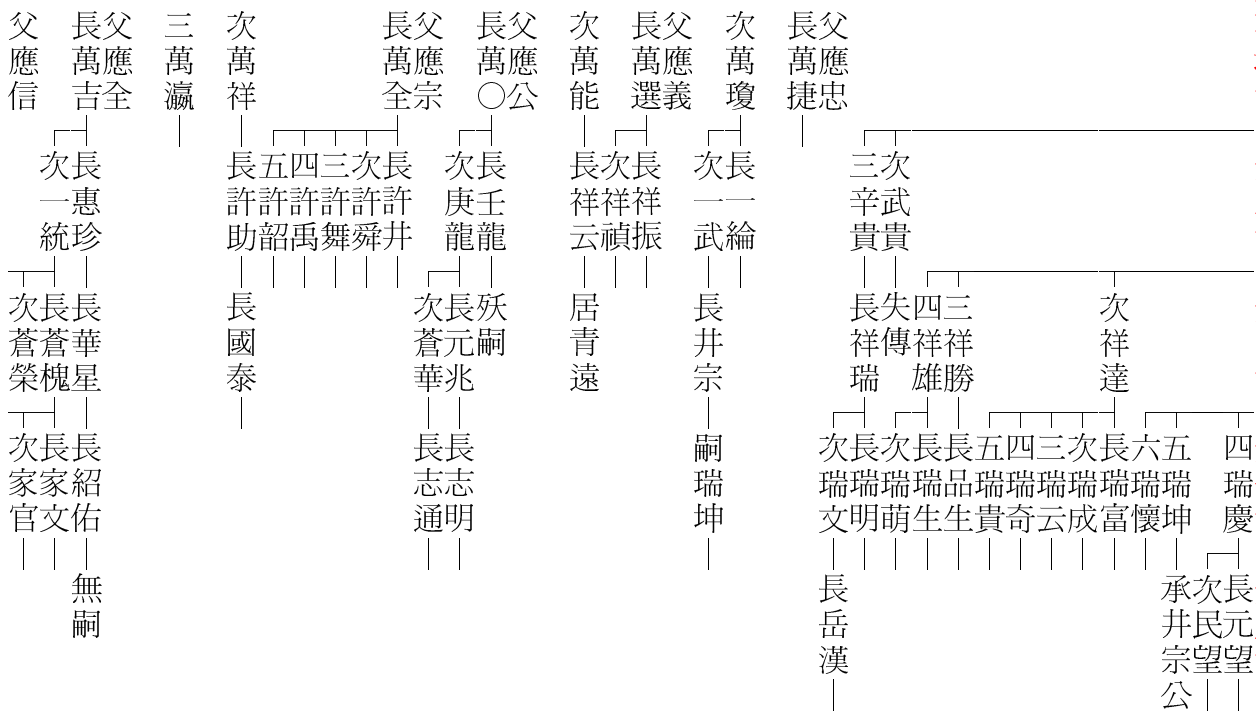 父應忠
長萬捷
次萬瓊
父應義
長萬選
次萬能
父應公
長萬〇
父應宗
長萬全
次萬祥
三萬瀛
父應全
長萬吉
父應信
次武貴
三辛貴
長一綸
次一武
長祥振
次祥禎
長祥云
長壬龍
次庚龍
長許井
次許舜
三許舞
四許禹
五許韶
長許助
長惠珍
次一統
次祥達
三祥勝
四祥雄
失傳
長祥瑞
長井宗
居青遠
殀嗣
長元兆
次蒼華
長國泰
長華星
長蒼槐
次蒼榮
四瑞慶
五瑞坤
六瑞懷
長瑞富
次瑞成
三瑞云
四瑞奇
五瑞貴
長品生
長瑞生
次瑞萌
長瑞明
次瑞文
嗣瑞坤
長志明
長志通
長紹佑
長家文
次家官
長元望
次民望
承井宗公
長岳漢
無嗣